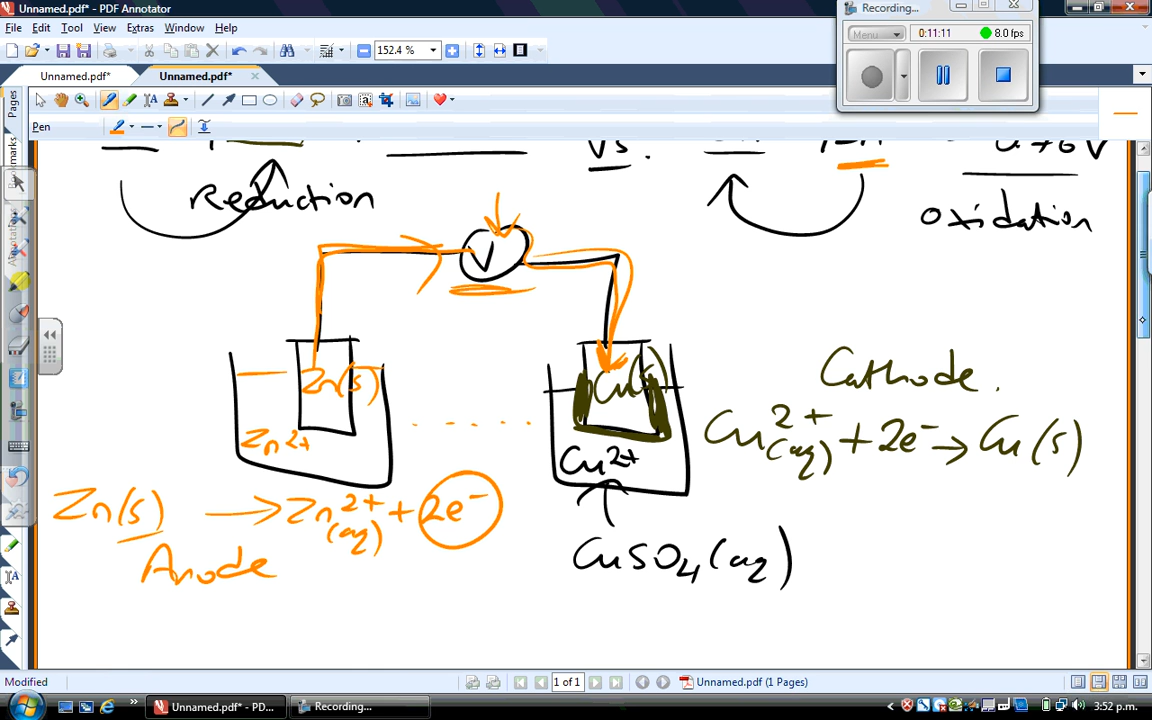 Unnamed.pdf* - PDF Annotator
Recording...
File Edit Tool View Extras Window Help
Menu 0:11:11 8.0 fps
152.4 %
Unnamed.pdf* Unnamed.pdf*
Pages
Pen
Bookmarks
Annotations
vs.
Reduction
oxidation
V
Zn(s)
Cu(s)
Cathode.
Zn2+
Cu2+
Cu2+(aq) + 2e- → Cu(s)
Zn(s) → Zn2+(aq) + 2e-
Anode
CuSO4(aq)
Modified 1 of 1 Unnamed.pdf (1 Pages)
Unnamed.pdf* - PD... Recording... 3:52 p.m.